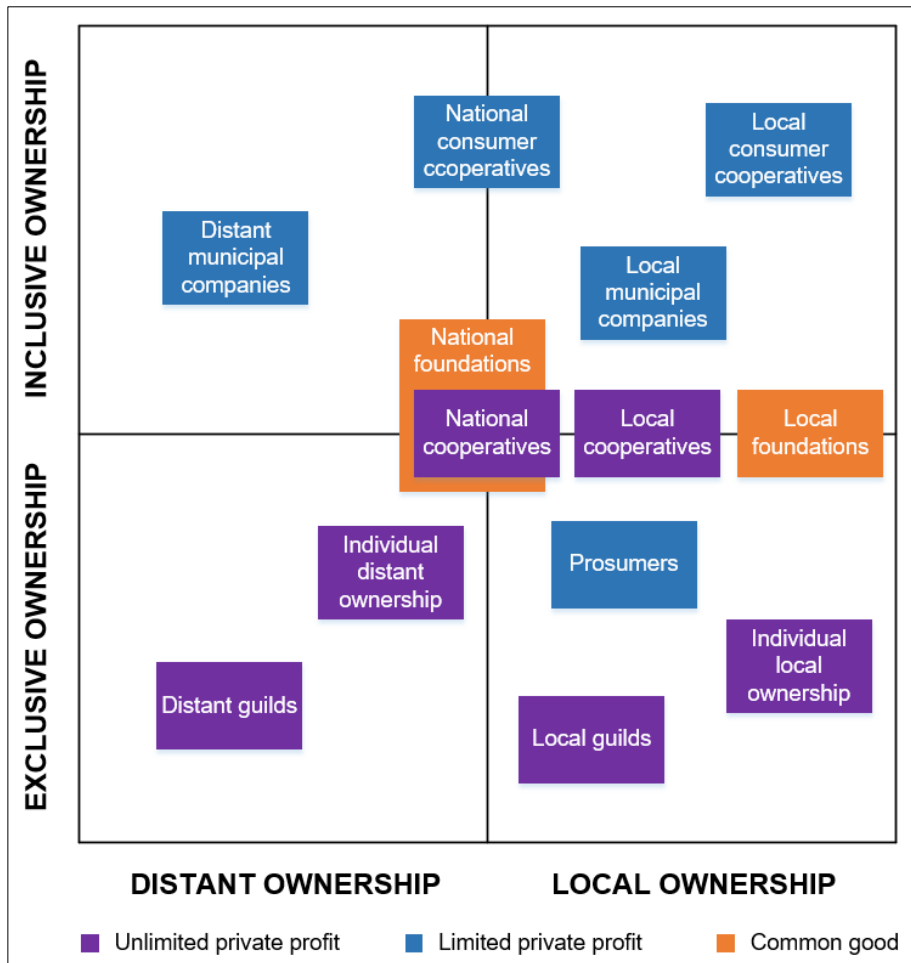 INCLUSIVE OWNERSHIP
EXCLUSIVE OWNERSHIP
National
consumer
ccoperatives
Local
consumer
cooperatives
Distant
municipal
companies
Local
municipal
companies
National
foundations
National
cooperatives
Local
cooperatives
Local
foundations
Individual
distant
ownership
Prosumers
Individual
local
ownership
Distant guilds
Local guilds
DISTANT OWNERSHIP
LOCAL OWNERSHIP
Unlimited private profit
Limited private profit
Common good